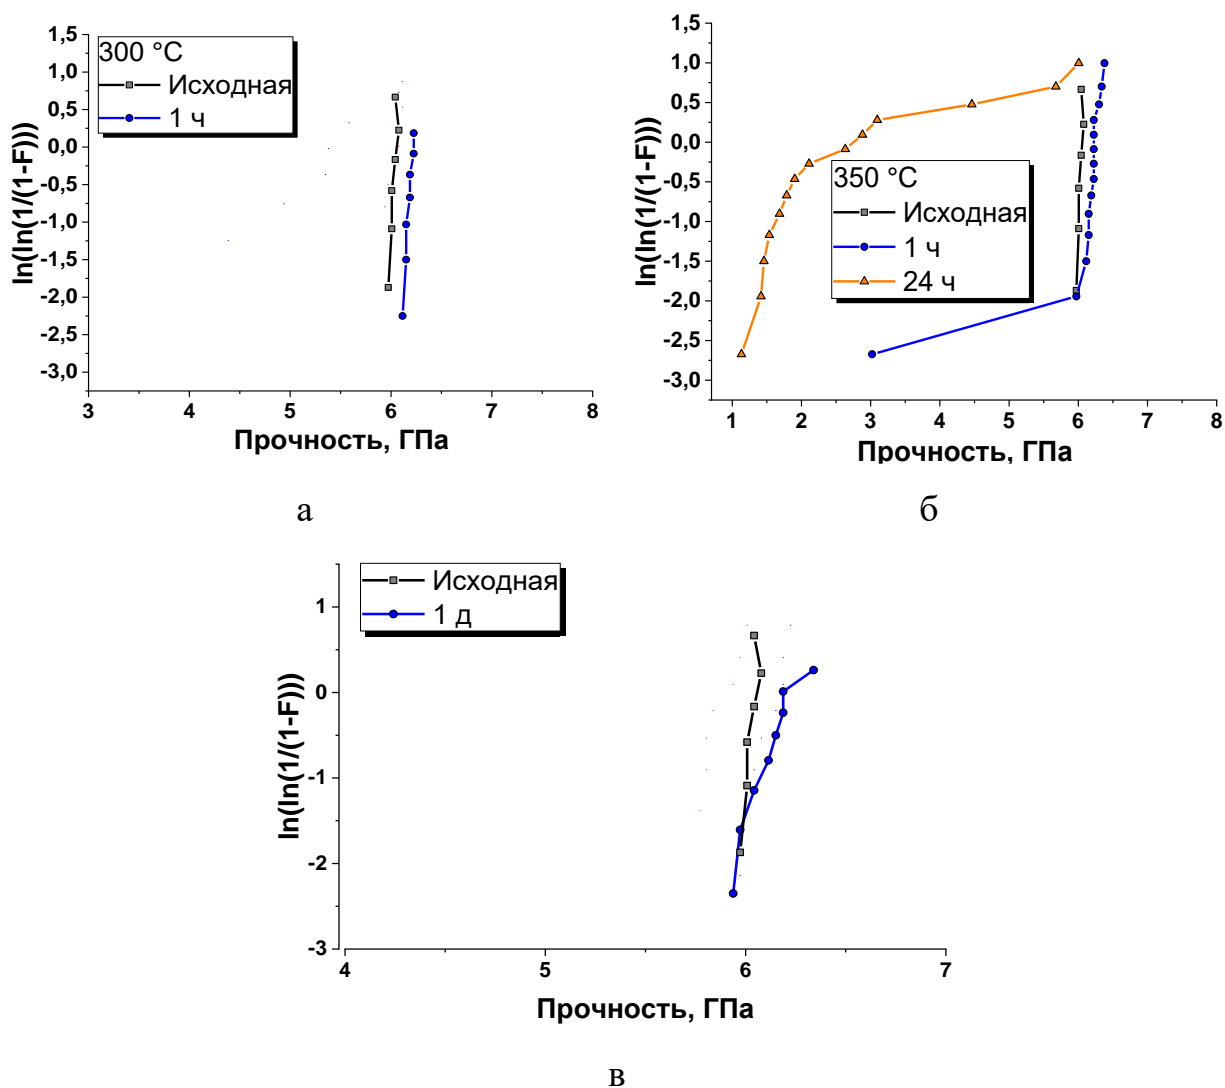 300 °C
Исходная
1 ч
ln(ln(1/(1-F)))
1,5
1,0
0,5
0,0
-0,5
-1,0
-1,5
-2,0
-2,5
-3,0
3 4 5 6 7 8
Прочность, ГПа
а
350 °C
Исходная
1 ч
24 ч
ln(ln(1/(1-F)))
1,5
1,0
0,5
0,0
-0,5
-1,0
-1,5
-2,0
-2,5
-3,0
1 2 3 4 5 6 7 8
Прочность, ГПа
б
Исходная
1 д
ln(ln(1/(1-F)))
1
0
-1
-2
-3
4 5 6 7
Прочность, ГПа
в